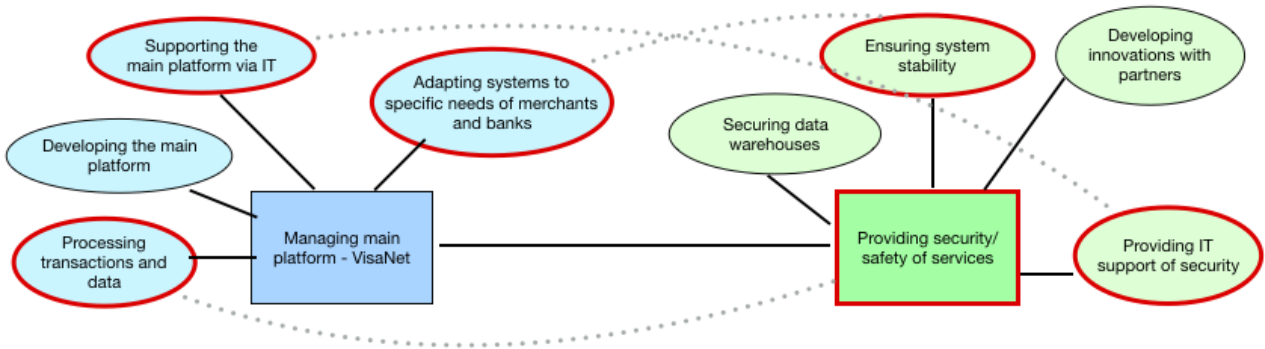 Supporting the
main platform via IT
Adapting systems to
specific needs of merchants
and banks
Developing the main
platform
Processing
transactions and
data
Managing main
platform - VisaNet
Ensuring system
stability
Developing
innovations with
partners
Securing data
warehouses
Providing security/
safety of services
Providing IT
support of security